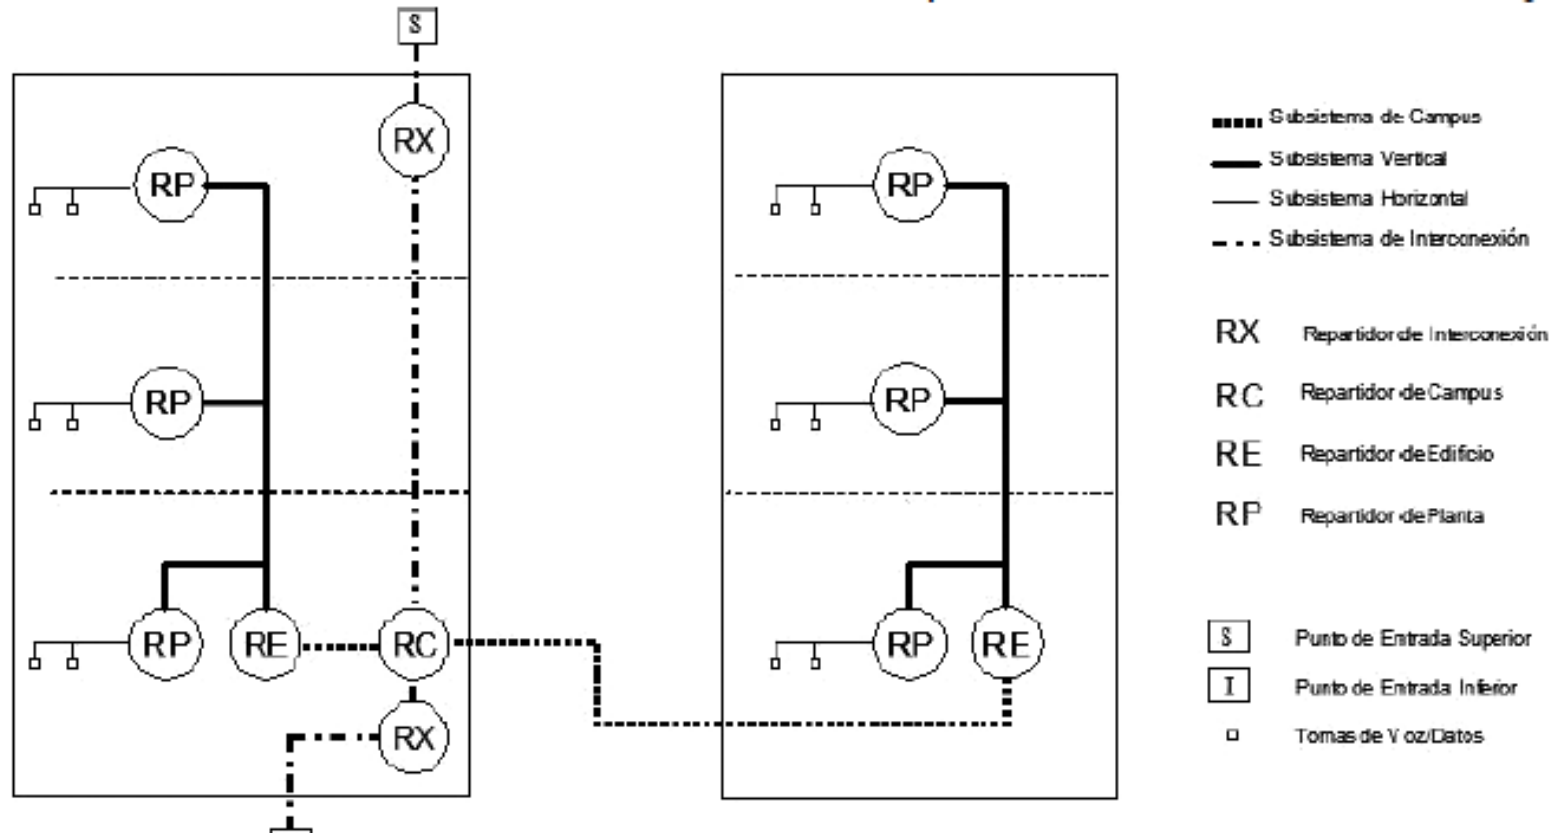 S
RX
RP
RP
RP
RP
RP
RE
RC
RP
RE
RX
Subsistema de Campus
Subsistema Vertical
Subsistema Horizontal
Subsistema de Interconexión
RX Repartidor de Interconexión
RC Repartidor de Campus
RE Repartidor de Edificio
RP Repartidor de Planta
S Punto de Entrada Superior
I Punto de Entrada Inferior
Tomas de Voz/Datos